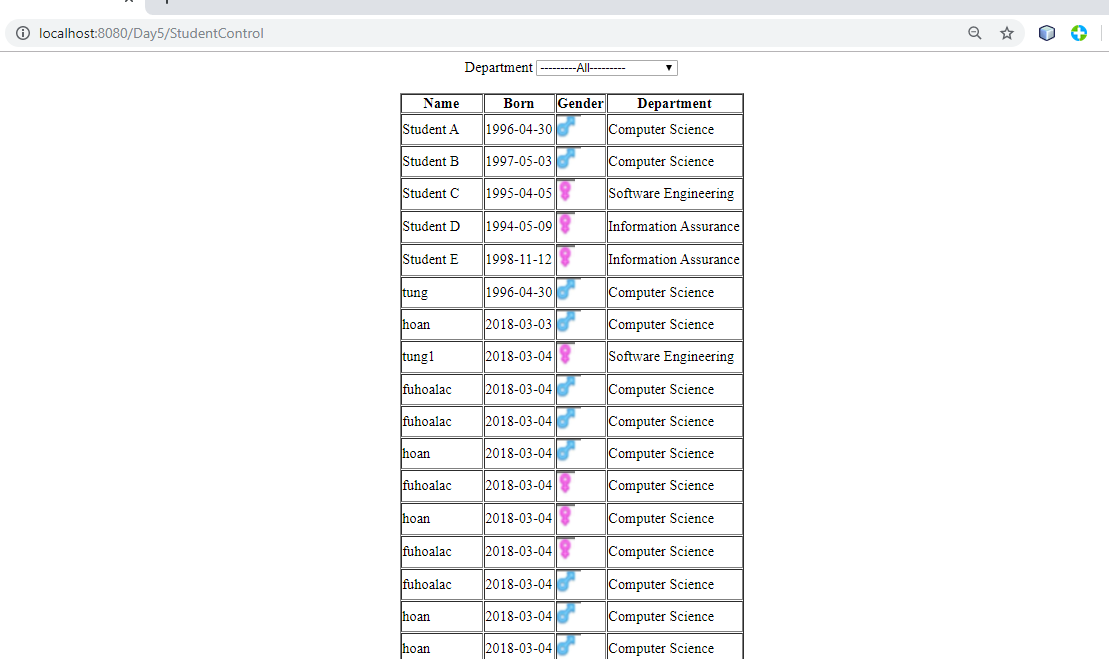 localhost:8080/Day5/StudentControl
Department ---------All---------
Name Born Gender Department
Student A 1996-04-30 Computer Science
Student B 1997-05-03 Computer Science
Student C 1995-04-05 Software Engineering
Student D 1994-05-09 Information Assurance
Student E 1998-11-12 Information Assurance
tung 1996-04-30 Computer Science
hoan 2018-03-03 Computer Science
tung1 2018-03-04 Software Engineering
fuhoalac 2018-03-04 Computer Science
fuhoalac 2018-03-04 Computer Science
hoan 2018-03-04 Computer Science
fuhoalac 2018-03-04 Computer Science
hoan 2018-03-04 Computer Science
fuhoalac 2018-03-04 Computer Science
fuhoalac 2018-03-04 Computer Science
hoan 2018-03-04 Computer Science
hoan 2018-03-04 Computer Science